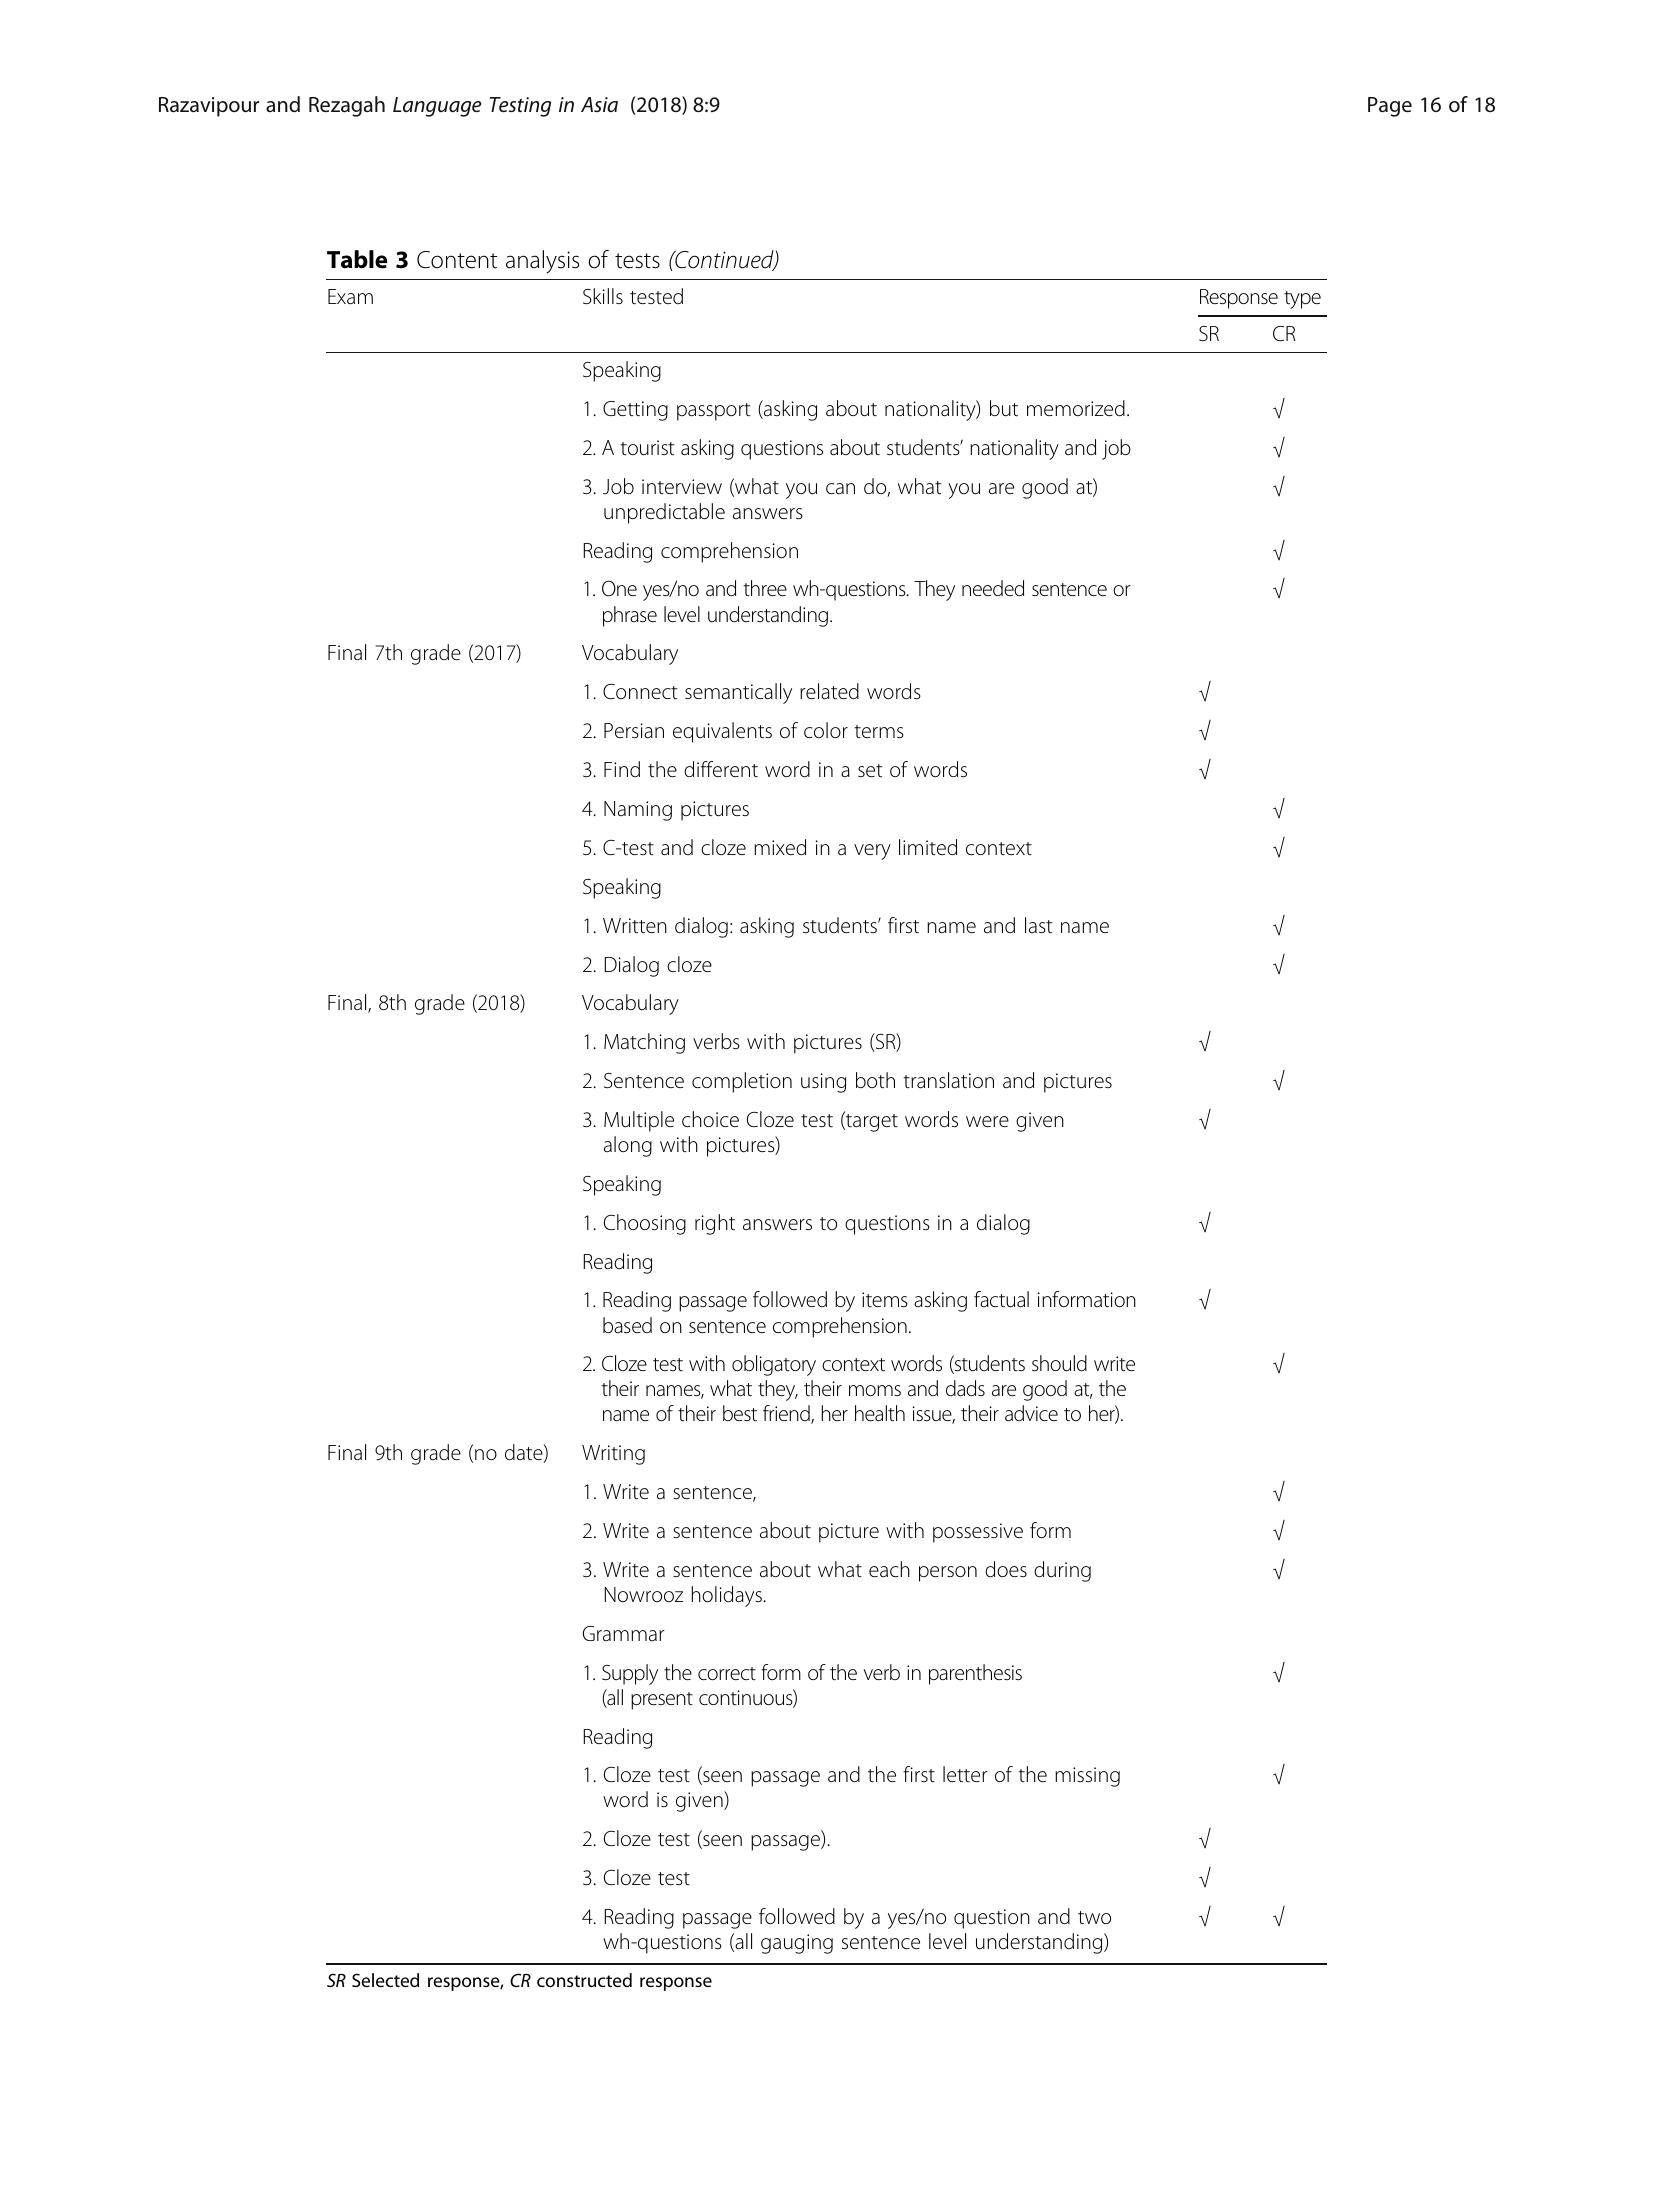 Razavipour and Rezagah Language Testing in Asia (2018) 8:9 Page 16 of 18
Table 3 Content analysis of tests (Continued)
Exam Skills tested Response type
SR CR
Speaking
1. Getting passport (asking about nationality) but memorized. √
2. A tourist asking questions about students’ nationality and job √
3. Job interview (what you can do, what you are good at) √
unpredictable answers
Reading comprehension √
1. One yes/no and three wh-questions. They needed sentence or √
phrase level understanding.
Final 7th grade (2017) Vocabulary
1. Connect semantically related words √
2. Persian equivalents of color terms √
3. Find the different word in a set of words √
4. Naming pictures √
5. C-test and cloze mixed in a very limited context √
Speaking
1. Written dialog: asking students’ first name and last name √
2. Dialog cloze √
Final, 8th grade (2018) Vocabulary
1. Matching verbs with pictures (SR) √
2. Sentence completion using both translation and pictures √
3. Multiple choice Cloze test (target words were given √
along with pictures)
Speaking
1. Choosing right answers to questions in a dialog √
Reading
1. Reading passage followed by items asking factual information √
based on sentence comprehension.
2. Cloze test with obligatory context words (students should write √
their names, what they, their moms and dads are good at, the
name of their best friend, her health issue, their advice to her).
Final 9th grade (no date) Writing
1. Write a sentence, √
2. Write a sentence about picture with possessive form √
3. Write a sentence about what each person does during √
Nowrooz holidays.
Grammar
1. Supply the correct form of the verb in parenthesis √
(all present continuous)
Reading
1. Cloze test (seen passage and the first letter of the missing √
word is given)
2. Cloze test (seen passage). √
3. Cloze test √
4. Reading passage followed by a yes/no question and two √ √
wh-questions (all gauging sentence level understanding)
SR Selected response, CR constructed response